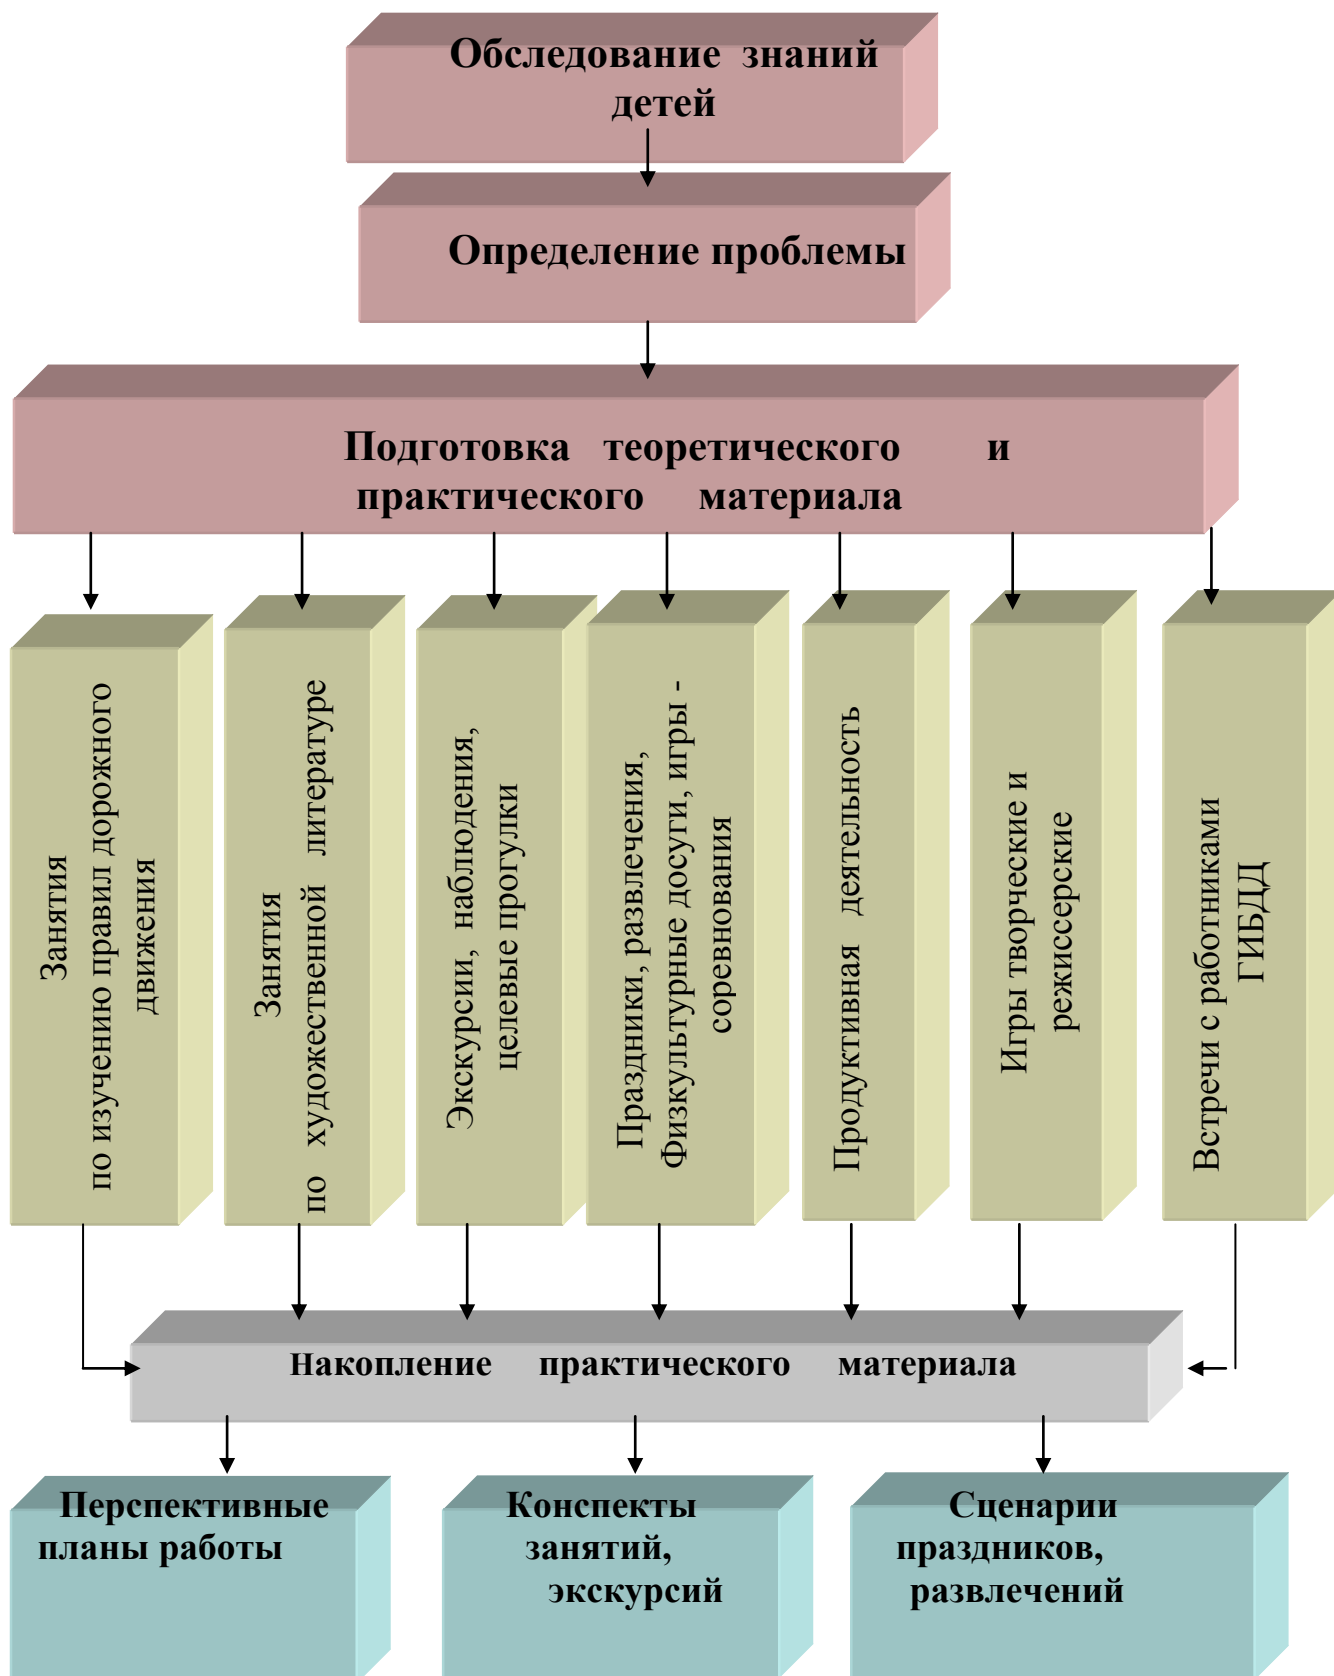 Обследование знаний
детей
Определение проблемы
Подготовка теоретического и
практического материала
Занятия
по изучению правил дорожного
движения
Занятия
по художественной литературе
Экскурсии, наблюдения,
целевые прогулки
Праздники, развлечения,
Физкультурные досуги, игры -
соревнования
Продуктивная деятельность
Игры творческие и
режиссерские
Встречи с работниками
ГИБДД
Накопление практического материала
Перспективные
планы работы
Конспекты
занятий,
экскурсий
Сценарии
праздников,
развлечений